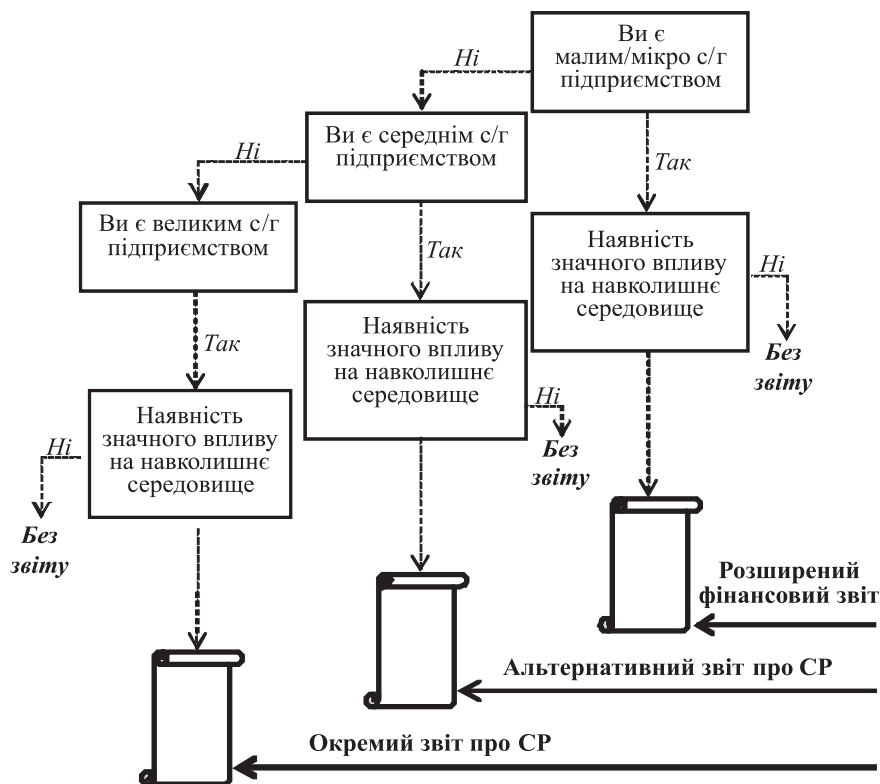 Ви є
малим/мікро с/г
підприємством
Ні
Так
Ви є середнім с/г
підприємством
Ні
Так
Ви є великим с/г
підприємством
Так
Наявність
значного впливу
на навколишнє
середовище
Ні
Без
звіту
Наявність
значного впливу
на навколишнє
середовище
Ні
Без
звіту
Наявність
значного впливу
на навколишнє
середовище
Ні
Без
звіту
Розширений
фінансовий звіт
Альтернативний звіт про СР
Окремий звіт про СР